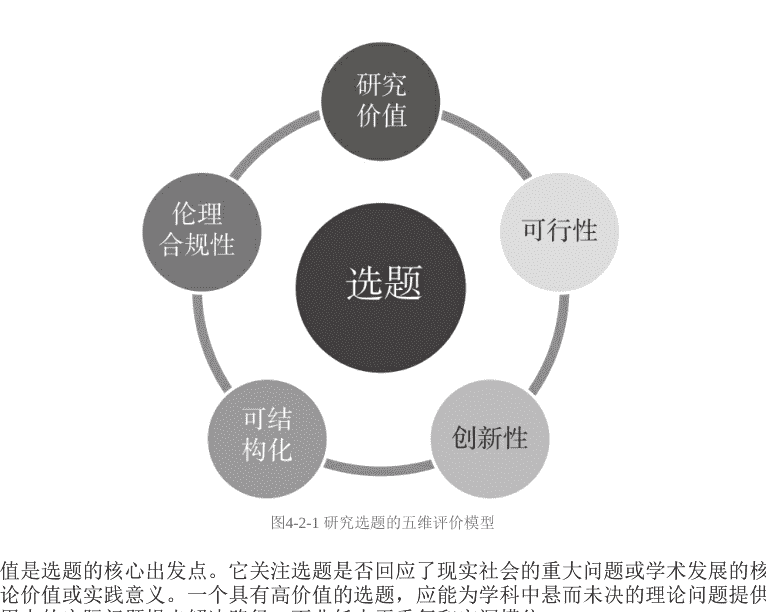 研究
价值
伦理
合规性
可行性
选题
可结
构化
创新性
图4-2-1 研究选题的五维评价模型
值是选题的核心出发点。它关注选题是否回应了现实社会的重大问题或学术发展的核
论价值或实践意义。一个具有高价值的选题，应能为学科中悬而未决的理论问题提供